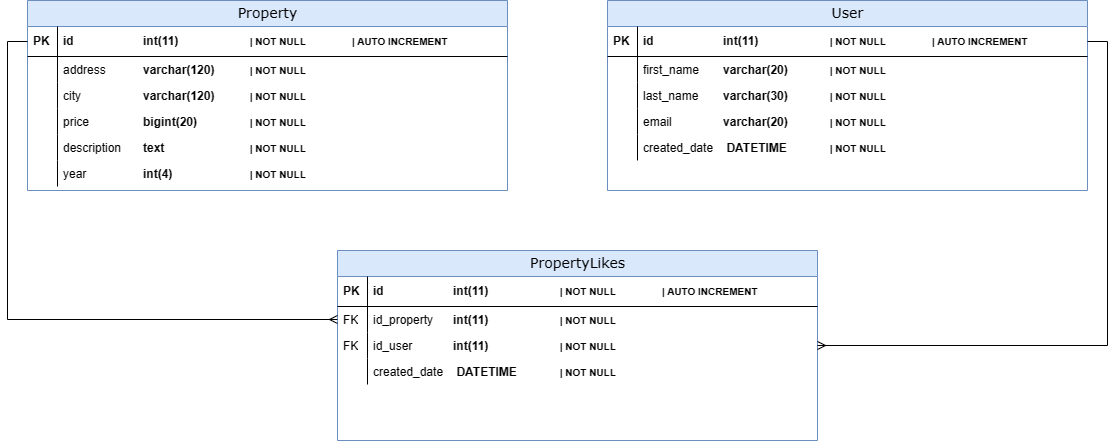 Property
PK id int(11) | NOT NULL | AUTO INCREMENT
address varchar(120) | NOT NULL
city varchar(120) | NOT NULL
price bigint(20) | NOT NULL
description text | NOT NULL
year int(4) | NOT NULL
User
PK id int(11) | NOT NULL | AUTO INCREMENT
first_name varchar(20) | NOT NULL
last_name varchar(30) | NOT NULL
email varchar(20) | NOT NULL
created_date DATETIME | NOT NULL
PropertyLikes
PK id int(11) | NOT NULL | AUTO INCREMENT
FK id_property int(11) | NOT NULL
FK id_user int(11) | NOT NULL
created_date DATETIME | NOT NULL